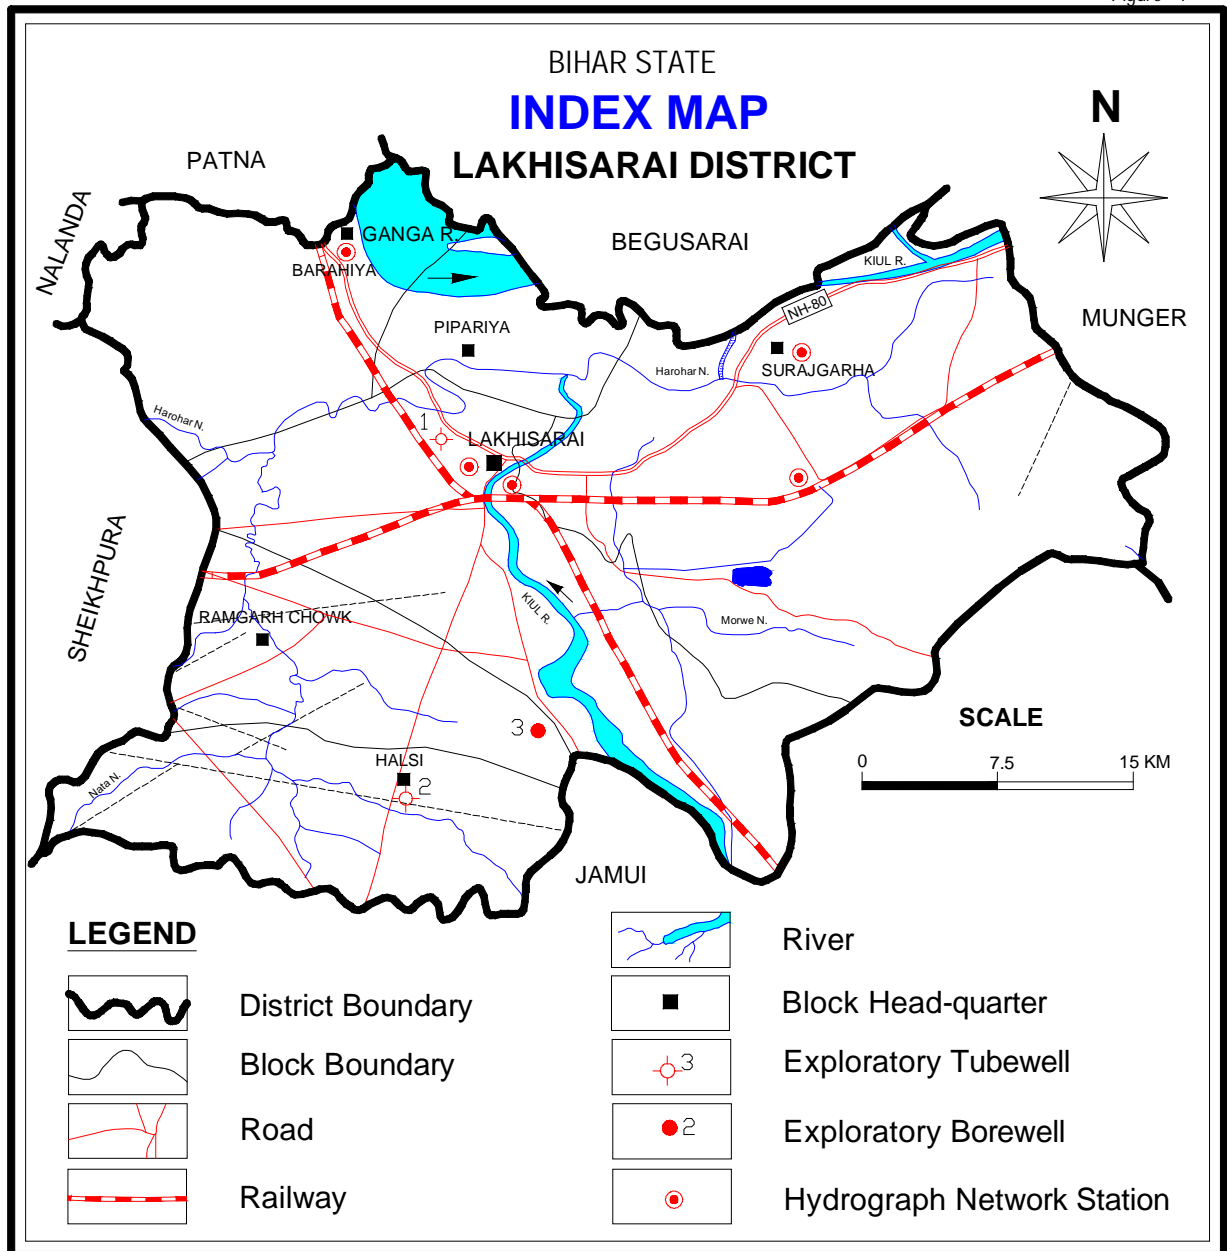 BIHAR STATE
INDEX MAP
LAKHISARAI DISTRICT
N
PATNA
NALANDA
GANGA R.
BARAHIYA
BEGUSARAI
KIUL R.
NH-80
MUNGER
PIPARIYA
SURAJGARHA
Harohar N.
Harohar N.
1
LAKHISARAI
SHEIKHPURA
KIUL R.
RAMGARH CHOWK
Morwe N.
3
HALSI
2
Nata N.
JAMUI
SCALE
0 7.5 15 KM
LEGEND
District Boundary
Block Boundary
Road
Railway
River
Block Head-quarter
3 Exploratory Tubewell
2 Exploratory Borewell
Hydrograph Network Station